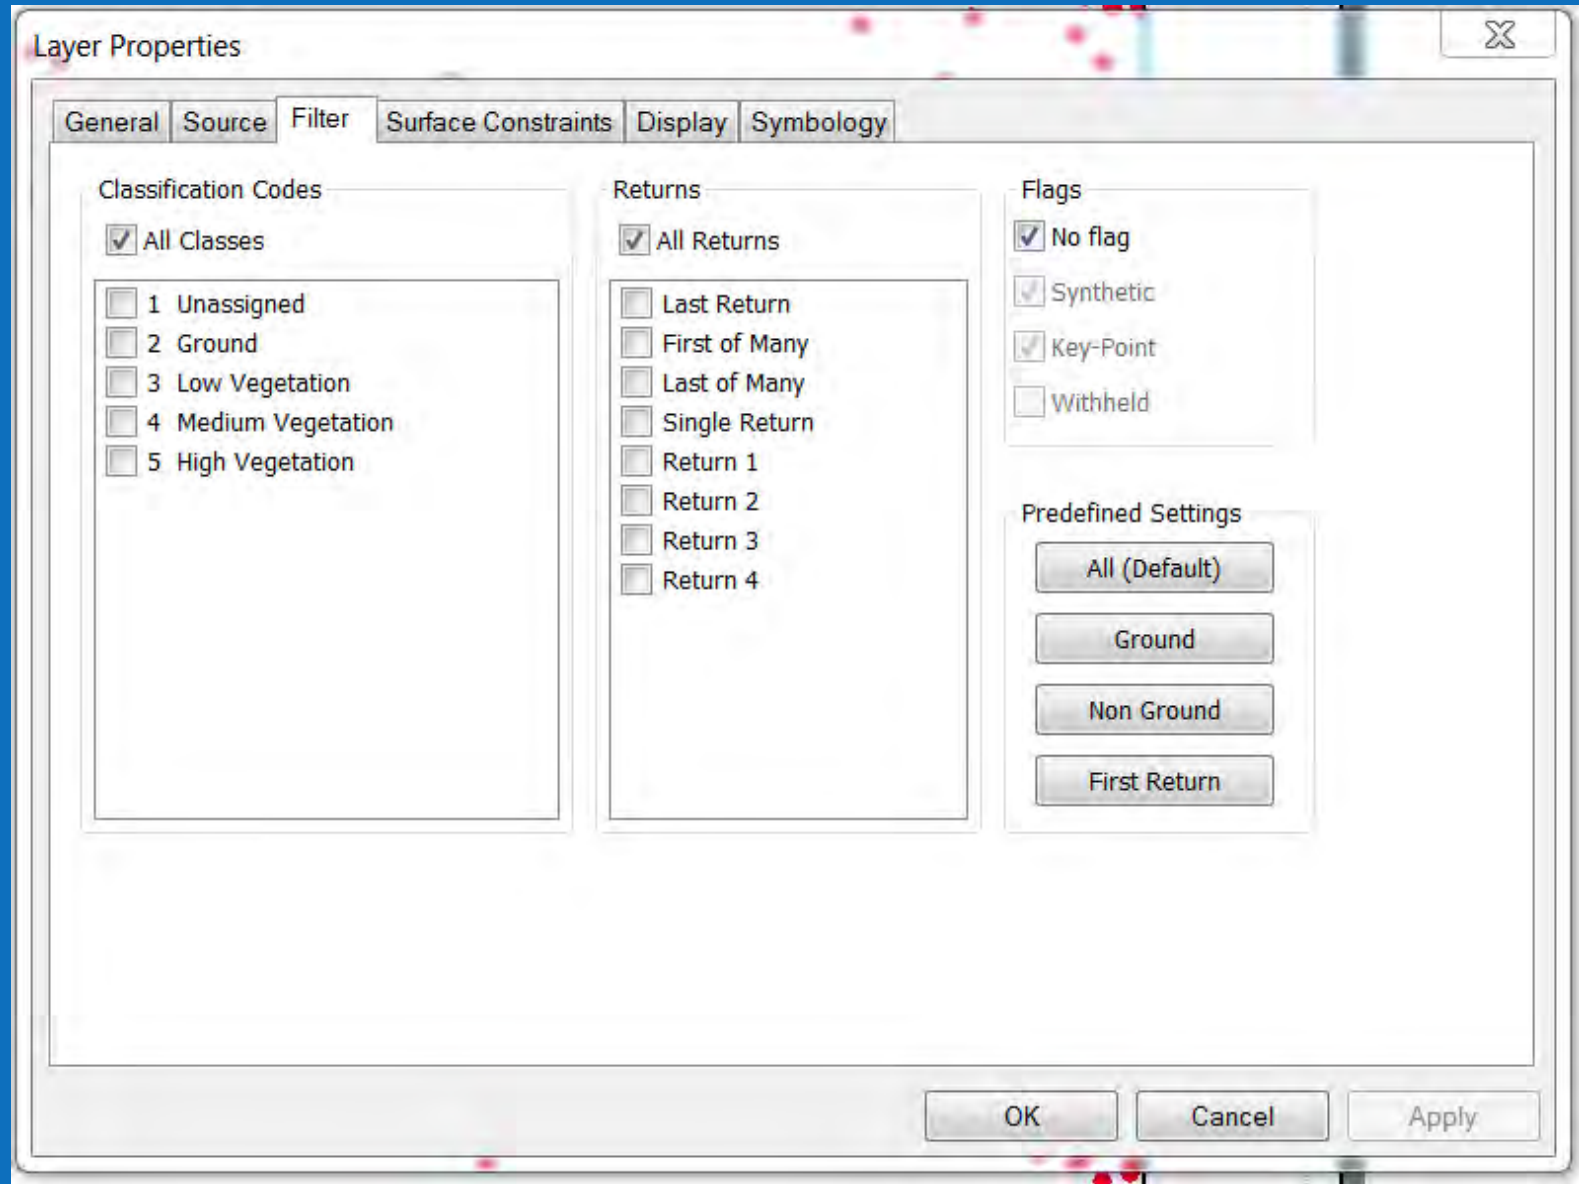 Layer Properties
General Source Filter Surface Constraints Display Symbology
Classification Codes
All Classes
1 Unassigned
2 Ground
3 Low Vegetation
4 Medium Vegetation
5 High Vegetation
Returns
All Returns
Last Return
First of Many
Last of Many
Single Return
Return 1
Return 2
Return 3
Return 4
Flags
No flag
Synthetic
Key-Point
Withheld
Predefined Settings
All (Default)
Ground
Non Ground
First Return
OK Cancel Apply